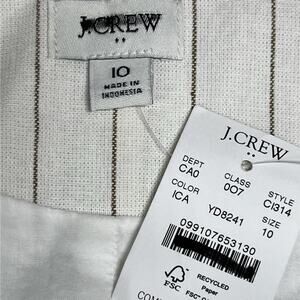 J.CREW
10
MADE IN
INDONESIA
J.CREW
DEPT CLASS STYLE
CA0 0O7 CI314
COLOR SIZE
ICA YD8241 10
099107653130
FSC
RECYCLED
Paper